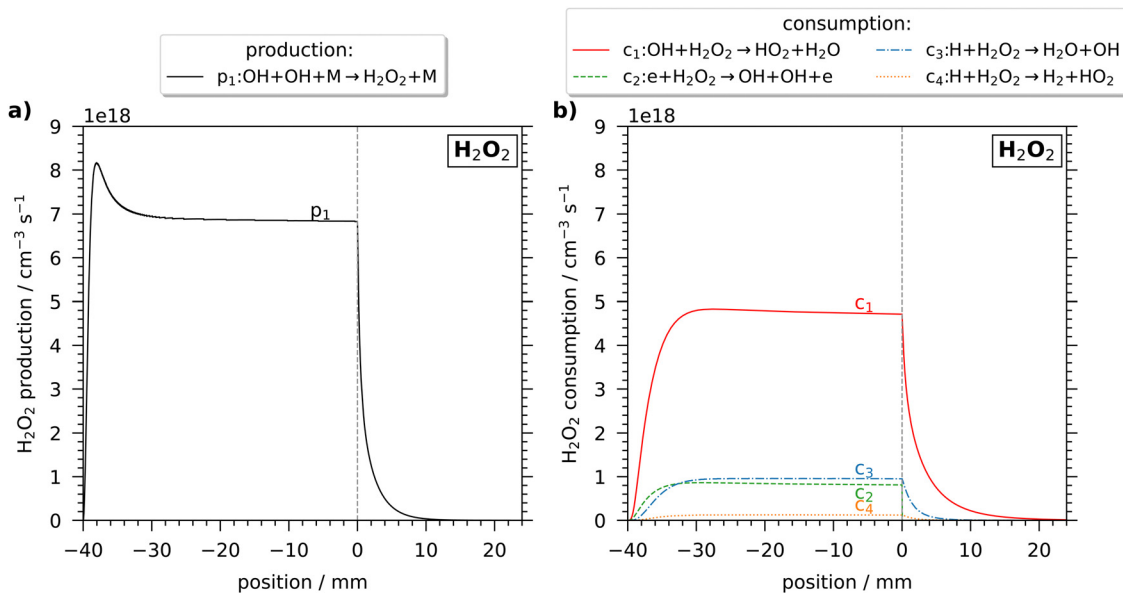 production:
p₁:OH+OH+M→H₂O₂+M
consumption:
c₁:OH+H₂O₂→HO₂+H₂O
c₂:e+H₂O₂→OH+OH+e
c₃:H+H₂O₂→H₂O+OH
c₄:H+H₂O₂→H₂+HO₂
a)
1e18
H₂O₂
p₁
9
8
7
6
5
4
3
2
1
0
H₂O₂ production / cm⁻³ s⁻¹
−40
−30
−20
−10
0
10
20
position / mm
b)
1e18
H₂O₂
c₁
c₃
c₂
c₄
9
8
7
6
5
4
3
2
1
0
H₂O₂ consumption / cm⁻³ s⁻¹
−40
−30
−20
−10
0
10
20
position / mm